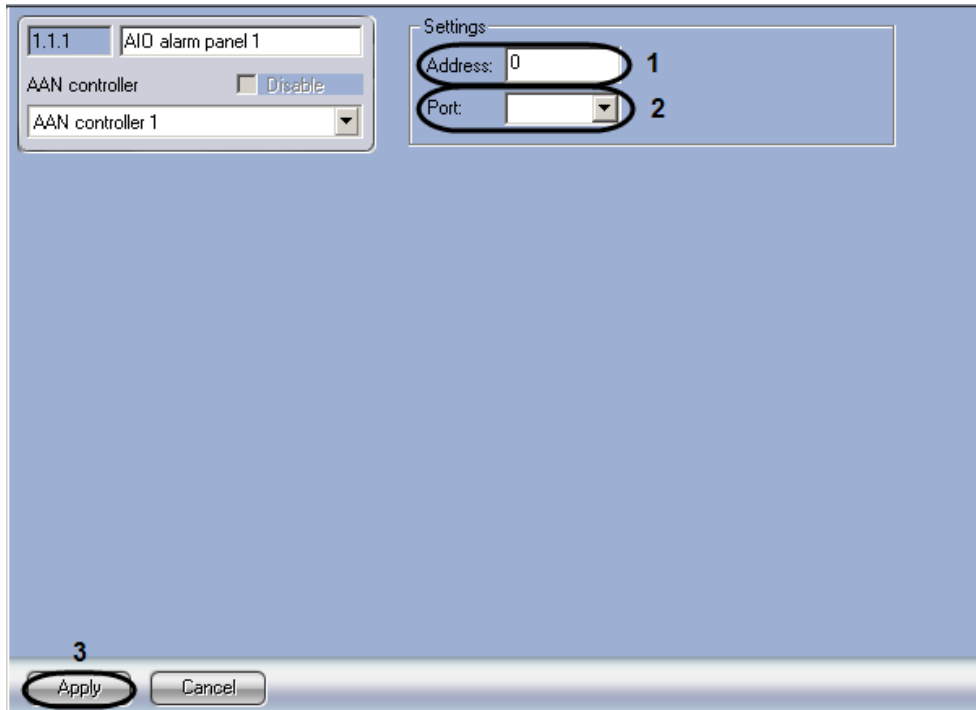 1.1.1 AIO alarm panel 1
AAN controller Disable
AAN controller 1
Settings
Address: 0 1
Port: 2
3
Apply Cancel